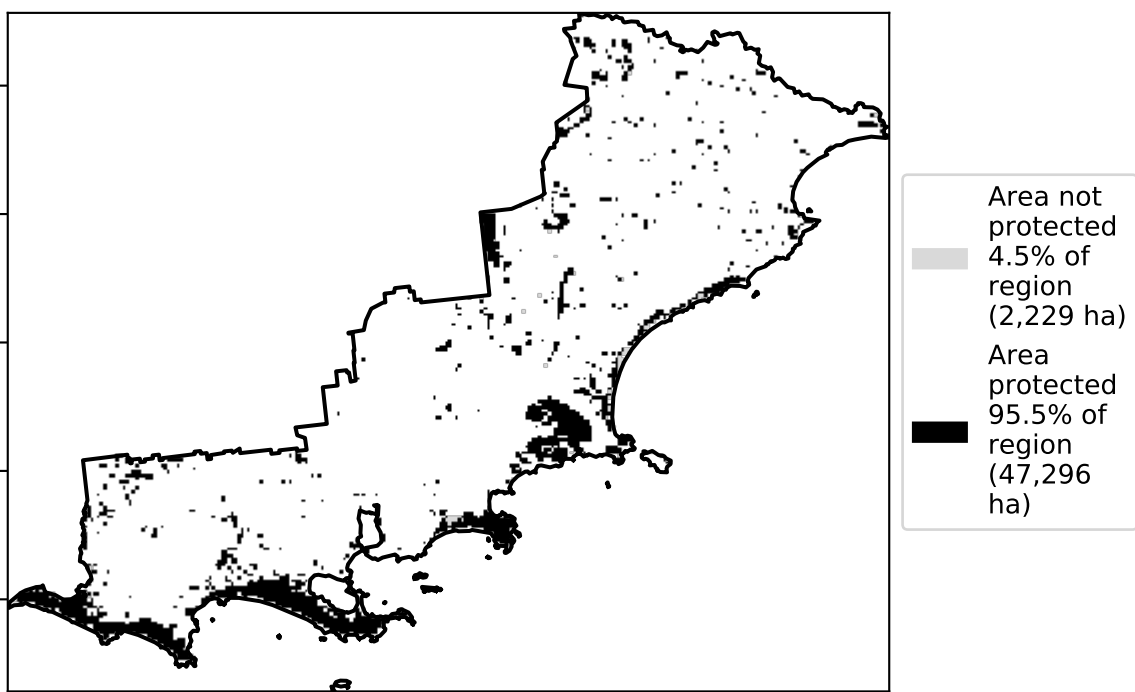 Area not
protected
4.5% of
region
(2,229 ha)
Area
protected
95.5% of
region
(47,296
ha)